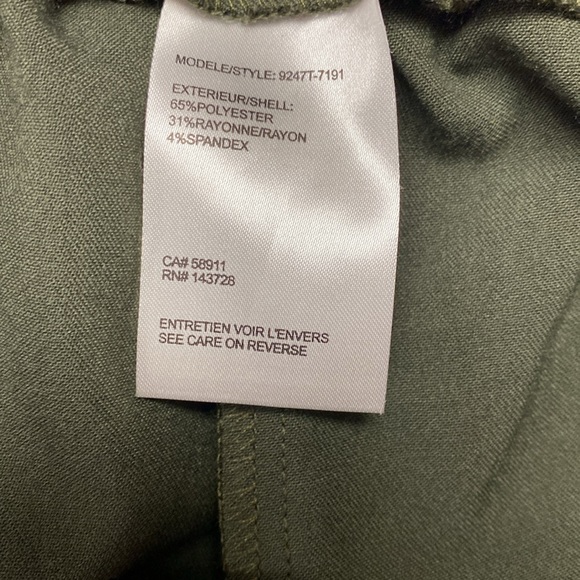 MODELE/STYLE: 9247T-7191
EXTERIEUR/SHELL:
65%POLYESTER
31%RAYONNE/RAYON
4%SPANDEX
CA# 58911
RN# 143728
ENTRETIEN VOIR L'ENVERS
SEE CARE ON REVERSE